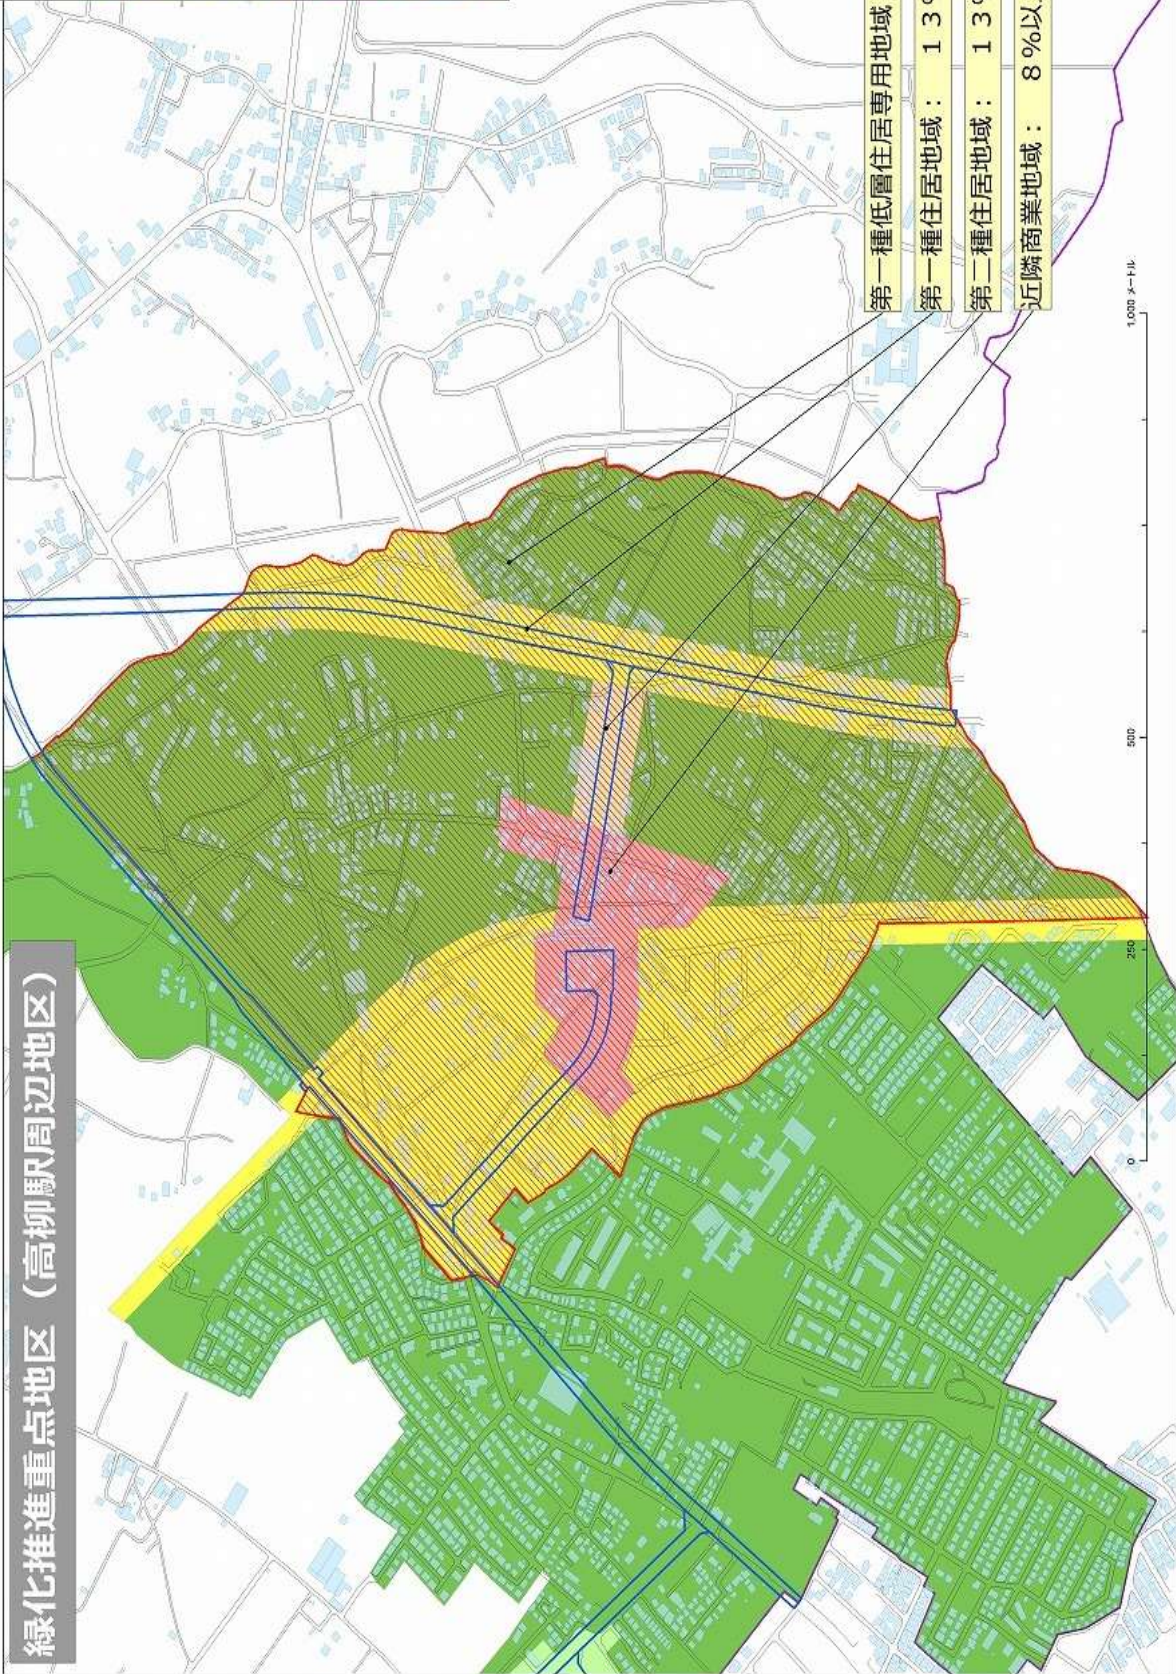 緑化推進重点地区（高柳駅周辺地区）
第一種低層住居専用地域
第一種住居地域： 13
第二種住居地域： 13
近隣商業地域： 8%以
0
250
500
1,000 メートル